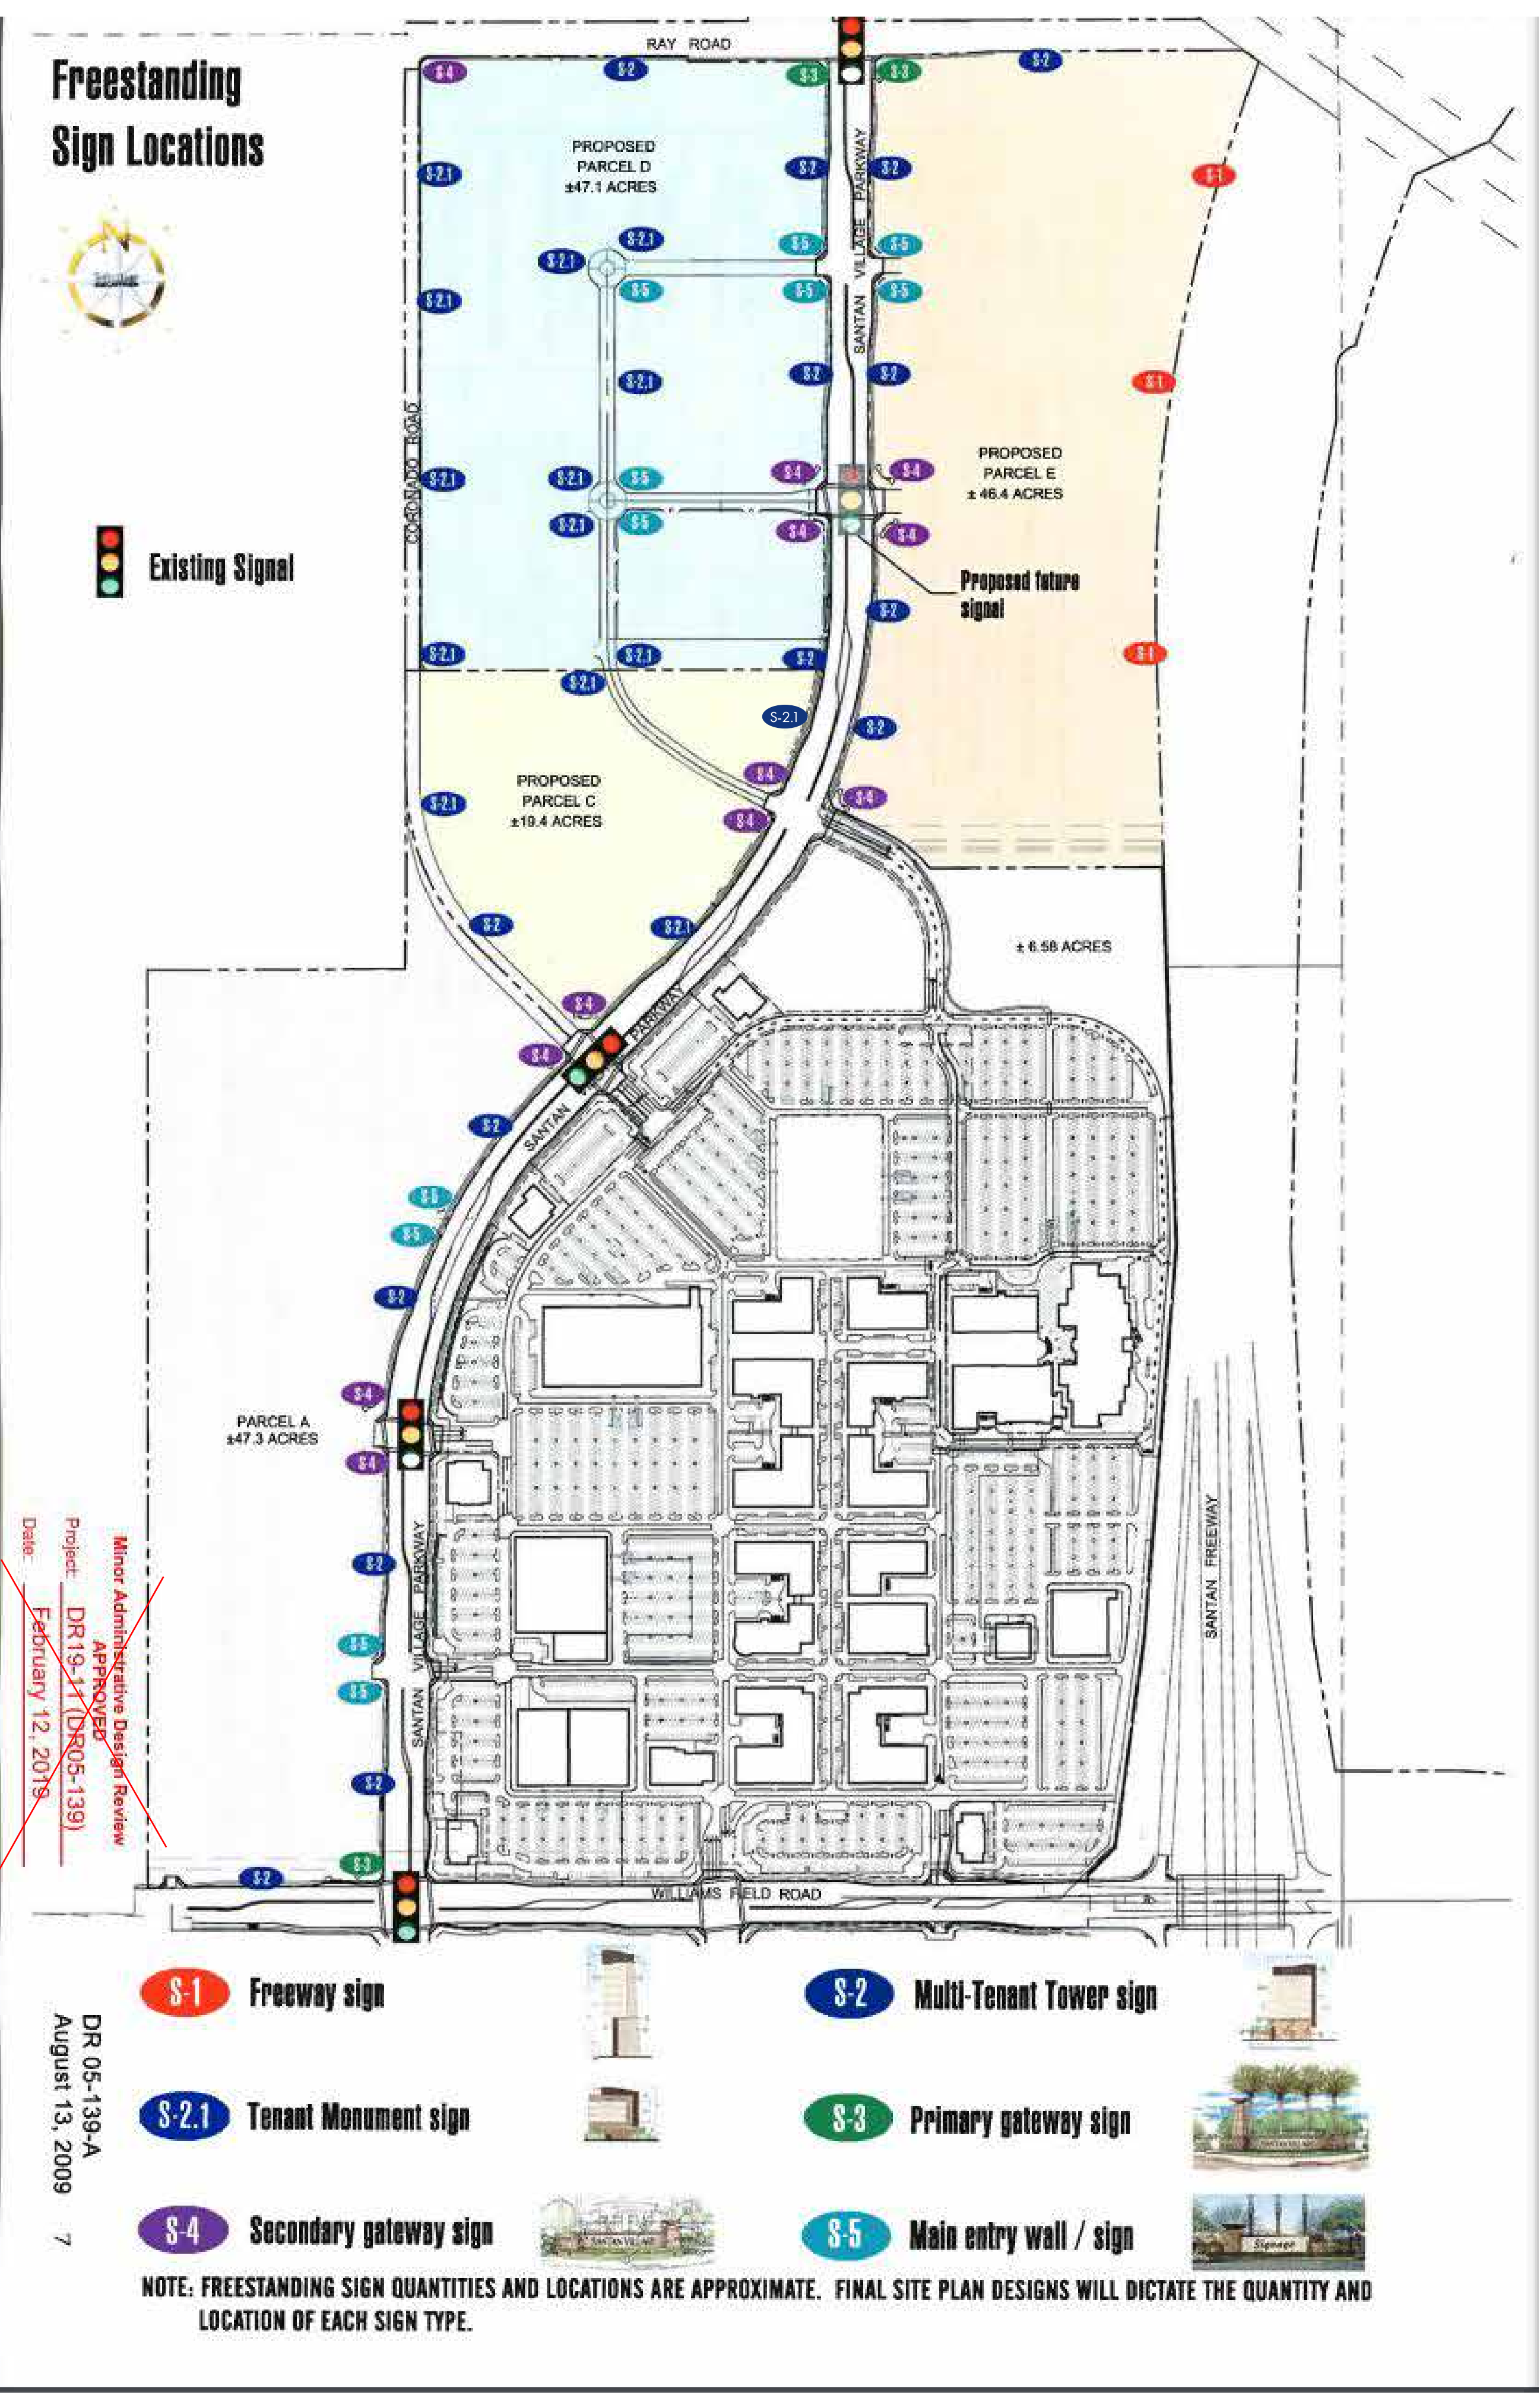 RAY ROAD
Freestanding
Sign Locations
N
S-4
S-2
S-3
S-3
S-2
PROPOSED
PARCEL D
±47.1 ACRES
S-2.1
S-2
S-2
S-1
SANTAN VILLAGE PARKWAY
S-2.1
S-2.1
S-5
S-5
S-2.1
S-5
S-5
S-5
S-2.1
S-2
S-2
S-1
CORONADO ROAD
PROPOSED
PARCEL E
± 46.4 ACRES
S-2.1
S-2.1
S-5
S-4
S-4
S-2.1
S-5
S-4
S-4
Existing Signal
Proposed future
signal
S-2
S-2.1
S-2.1
S-2
S-1
S-2.1
S-2.1
S-2
PROPOSED
PARCEL C
±19.4 ACRES
S-4
S-2.1
S-4
S-4
S-2
S-2.1
± 6.58 ACRES
S-4
S-4
SANTAN
PARKWAY
S-2
S-5
S-5
S-2
S-4
PARCEL A
±47.3 ACRES
S-4
SANTAN FREEWAY
SANTAN VILLAGE PARKWAY
S-2
S-5
S-5
S-2
S-3
S-2
WILLIAMS FIELD ROAD
Minor Administrative Design Review
APPROVED
Project: DR19-11 (DR05-139)
Date: February 12, 2019
S-1 Freeway sign
S-2 Multi-Tenant Tower sign
S-2.1 Tenant Monument sign
S-3 Primary gateway sign
S-4 Secondary gateway sign
SANTAN VILLAGE
S-5 Main entry wall / sign
Signage
DR 05-139-A
August 13, 2009 7
NOTE: FREESTANDING SIGN QUANTITIES AND LOCATIONS ARE APPROXIMATE. FINAL SITE PLAN DESIGNS WILL DICTATE THE QUANTITY AND
LOCATION OF EACH SIGN TYPE.